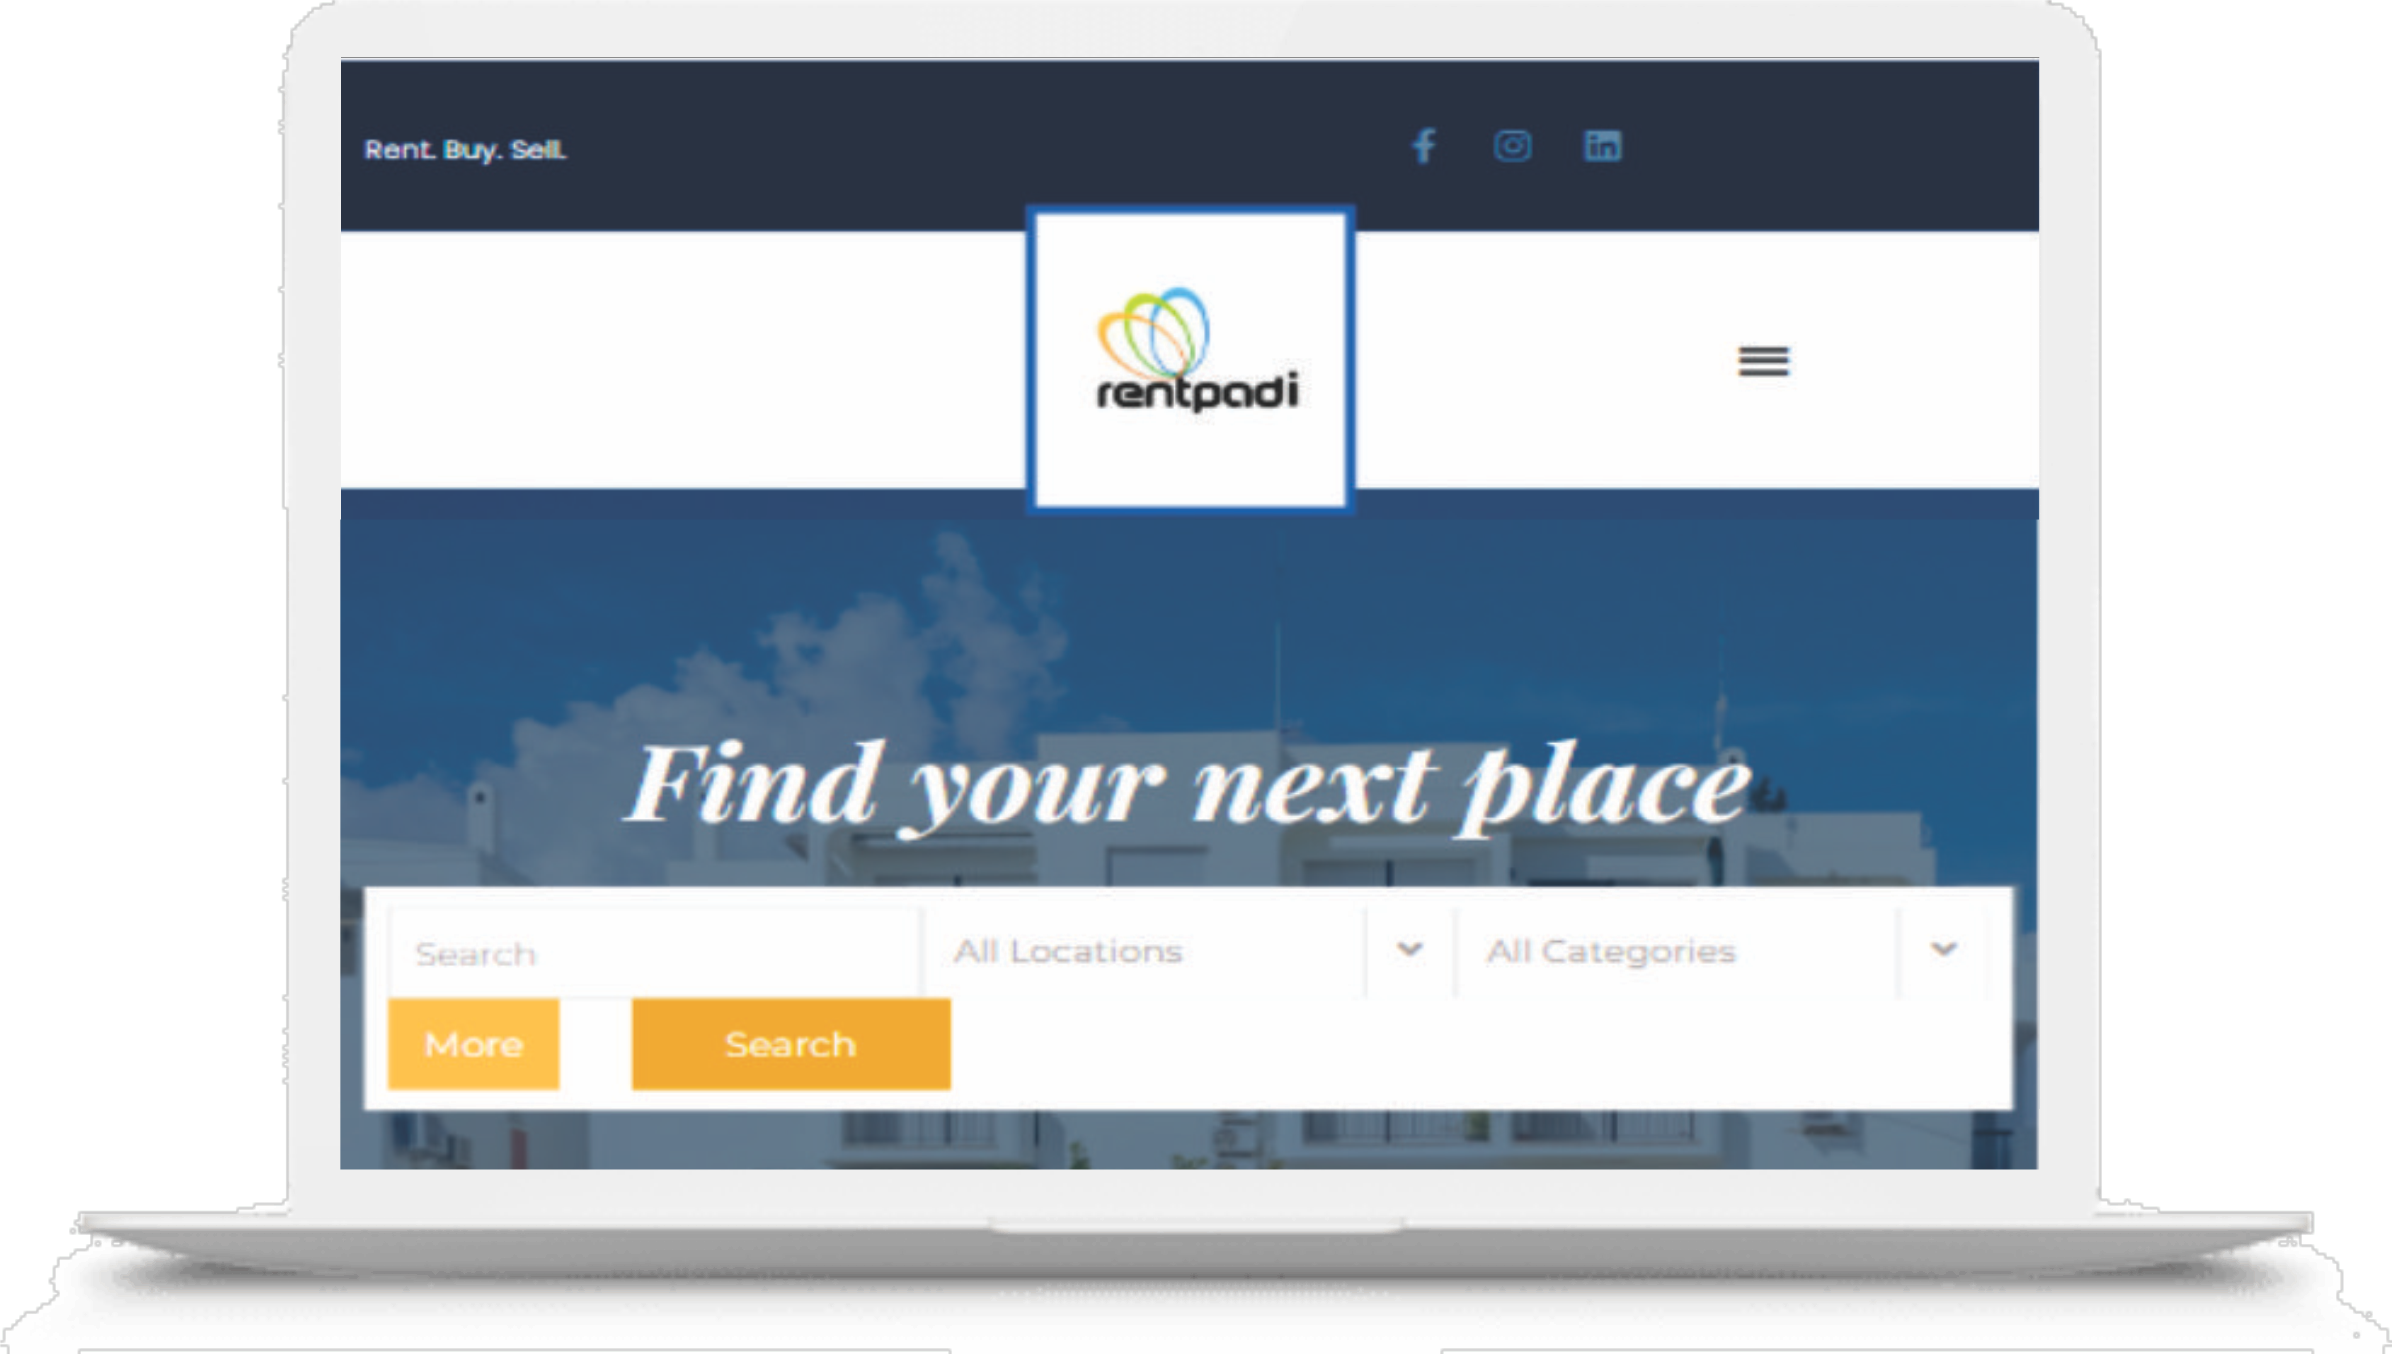 Rent. Buy. Sell.
rentpadi
Find your next place
Search
All Locations
All Categories
More
Search